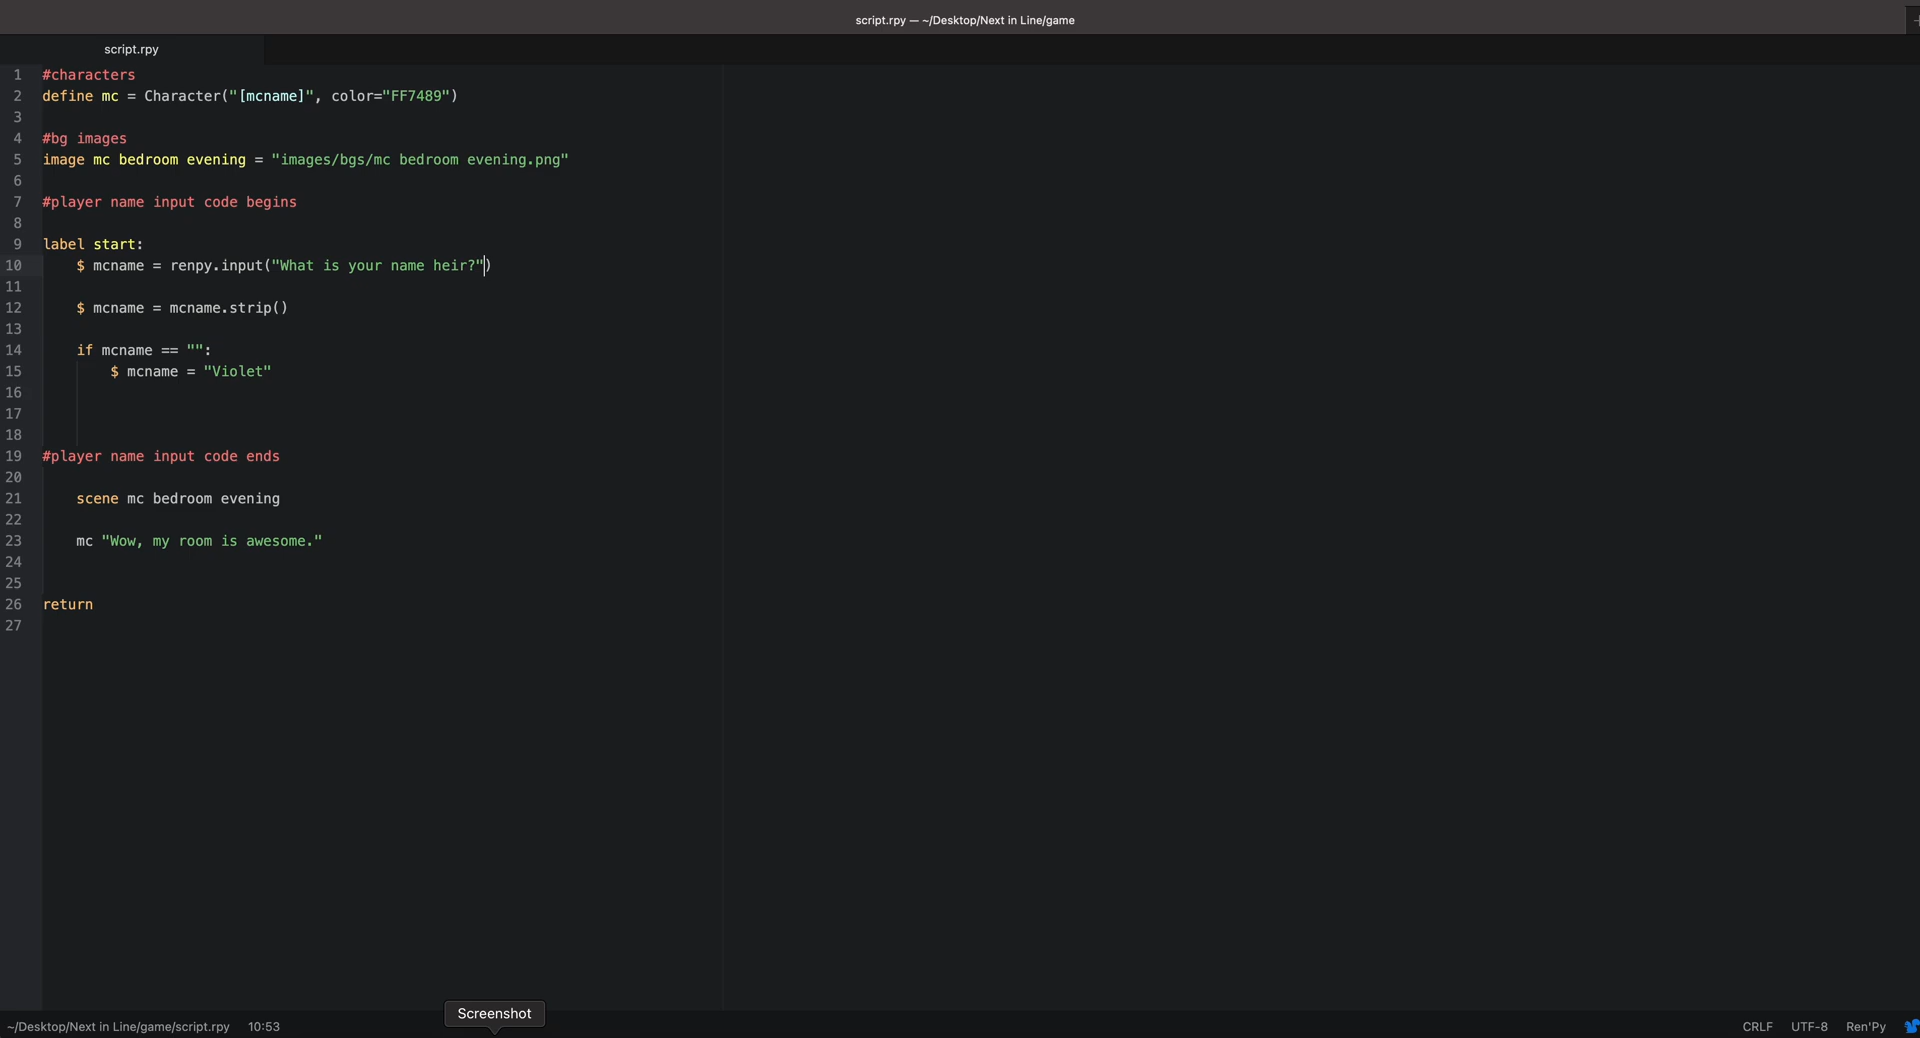 script.rpy — ~/Desktop/Next in Line/game
script.rpy
1 #characters
2 define mc = Character("[mcname]", color="FF7489")
3
4 #bg images
5 image mc bedroom evening = "images/bgs/mc bedroom evening.png"
6
7 #player name input code begins
8
9 label start:
10 $ mcname = renpy.input("What is your name heir?")
11
12 $ mcname = mcname.strip()
13
14 if mcname == "":
15 $ mcname = "Violet"
16
17
18
19 #player name input code ends
20
21 scene mc bedroom evening
22
23 mc "Wow, my room is awesome."
24
25
26 return
27
Screenshot
~/Desktop/Next in Line/game/script.rpy 10:53 CRLF UTF-8 Ren'Py